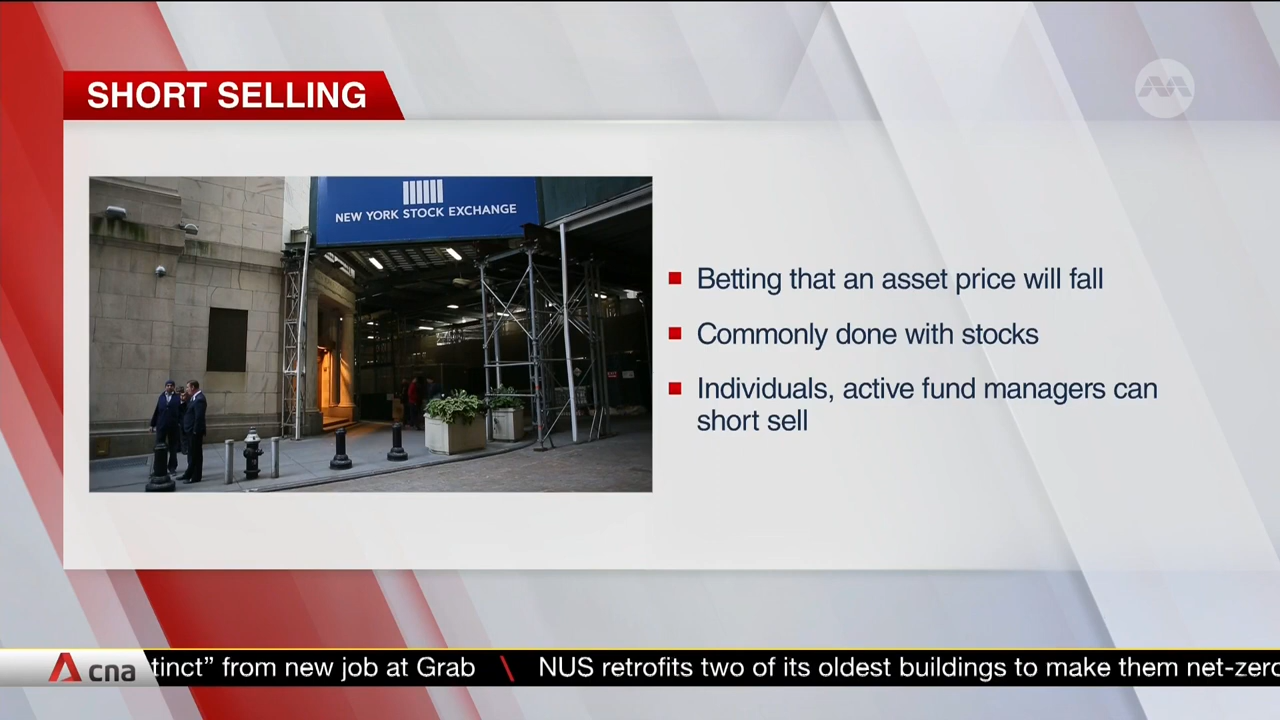 SHORT SELLING
NEW YORK STOCK EXCHANGE
Betting that an asset price will fall
Commonly done with stocks
Individuals, active fund managers can
short sell
cna
tinct” from new job at Grab \ NUS retrofits two of its oldest buildings to make them net-zero